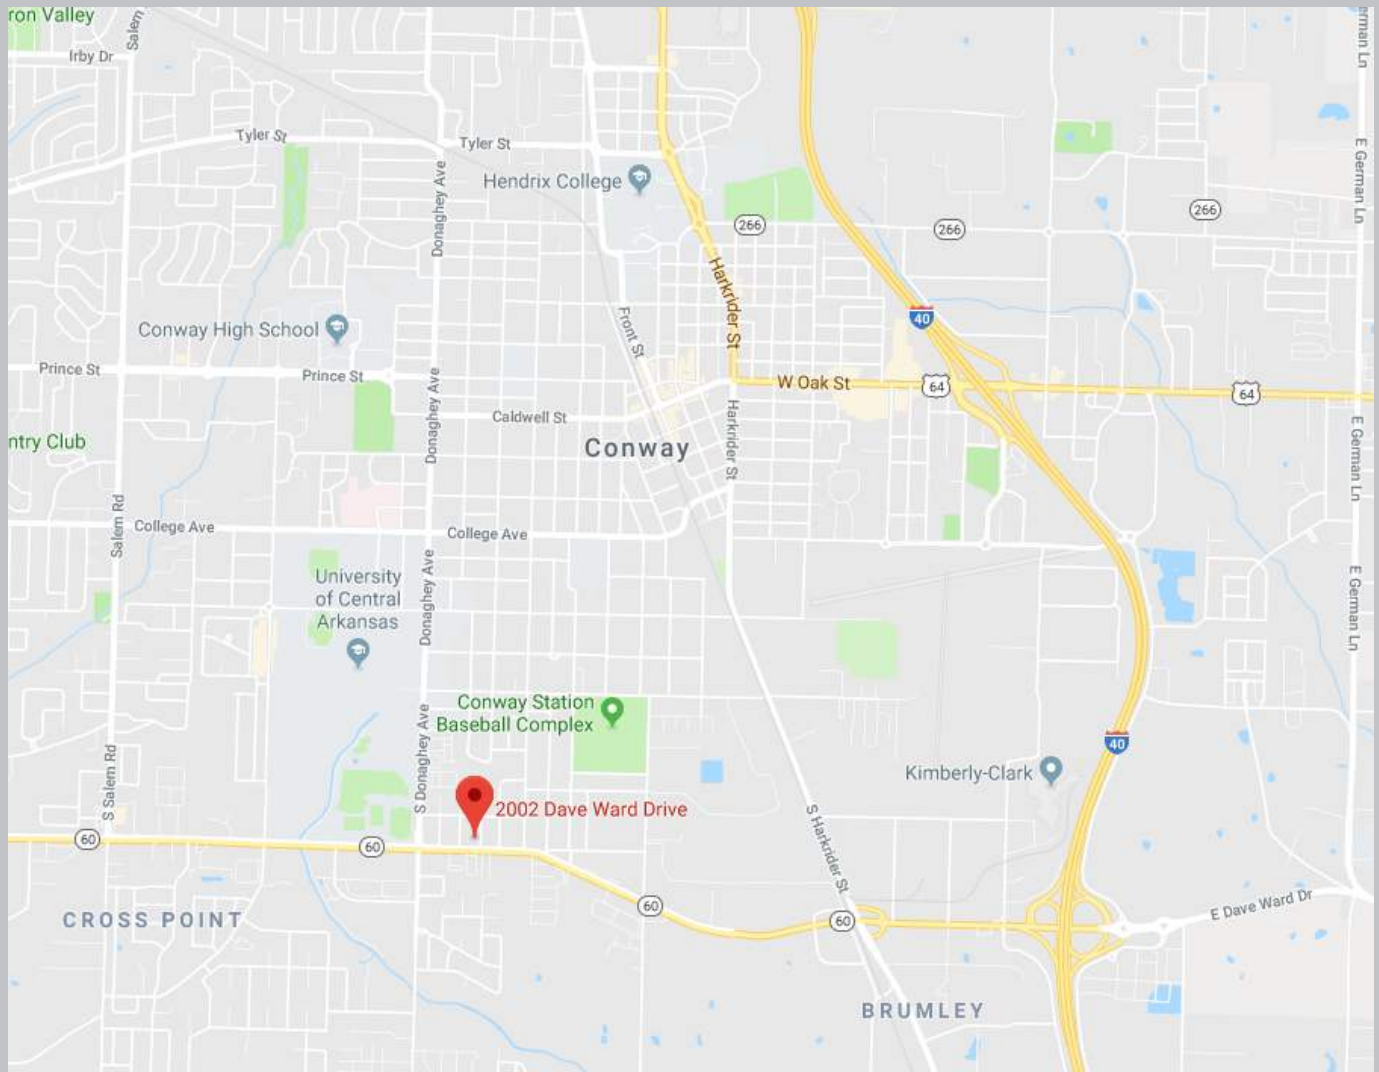 ron Valley
Salem
Irby Dr
erman Ln
Tyler St
Tyler St
E German Ln
Donaghey Ave
Hendrix College
266
266
266
Harkrider St
Front St
40
Conway High School
Prince St
Prince St
W Oak St
64
64
Donaghey Ave
Caldwell St
Harkrider St
ntry Club
Conway
E German Ln
Salem Rd
College Ave
College Ave
University
of Central
Arkansas
Donaghey Ave
E German Ln
Conway Station
Baseball Complex
S Donaghey Ave
S Salem Rd
40
Kimberly-Clark
2002 Dave Ward Drive
S Harkrider St
60
60
60
60
E Dave Ward Dr
CROSS POINT
BRUMLEY